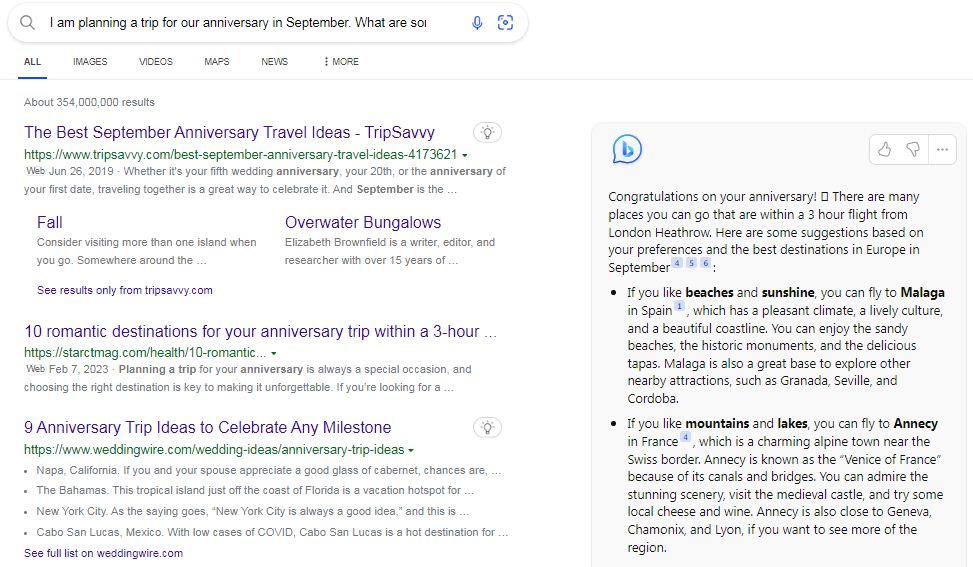 I am planning a trip for our anniversary in September. What are so
ALL IMAGES VIDEOS MAPS NEWS MORE
About 354,000,000 results
The Best September Anniversary Travel Ideas - TripSavvy
https://www.tripsavvy.com/best-september-anniversary-travel-ideas-4173621
Web Jun 26, 2019 · Whether it's your fifth wedding anniversary, your 20th, or the anniversary of
your first date, traveling together is a great way to celebrate it. And September is the ...
Fall
Consider visiting more than one island when
you go. Somewhere around the ...
Overwater Bungalows
Elizabeth Brownfield is a writer, editor, and
researcher with over 15 years of ...
See results only from tripsavvy.com
10 romantic destinations for your anniversary trip within a 3-hour ...
https://starctmag.com/health/10-romantic...
Web Feb 7, 2023 · Planning a trip for your anniversary is always a special occasion, and
choosing the right destination is key to making it unforgettable. If you're looking for a ...
9 Anniversary Trip Ideas to Celebrate Any Milestone
https://www.weddingwire.com/wedding-ideas/anniversary-trip-ideas
Napa, California. If you and your spouse appreciate a good glass of cabernet, chances are, ...
The Bahamas. This tropical island just off the coast of Florida is a vacation hotspot for ...
New York City. As the saying goes, “New York City is always a good idea,” and this is ...
Cabo San Lucas, Mexico. With low cases of COVID, Cabo San Lucas is a hot destination for ...
See full list on weddingwire.com
b
Congratulations on your anniversary! There are many
places you can go that are within a 3 hour flight from
London Heathrow. Here are some suggestions based on
your preferences and the best destinations in Europe in
September 4 5 6 :
If you like beaches and sunshine, you can fly to Malaga
in Spain 1 , which has a pleasant climate, a lively culture,
and a beautiful coastline. You can enjoy the sandy
beaches, the historic monuments, and the delicious
tapas. Malaga is also a great base to explore other
nearby attractions, such as Granada, Seville, and
Cordoba.
If you like mountains and lakes, you can fly to Annecy
in France 4 , which is a charming alpine town near the
Swiss border. Annecy is known as the “Venice of France”
because of its canals and bridges. You can admire the
stunning scenery, visit the medieval castle, and try some
local cheese and wine. Annecy is also close to Geneva,
Chamonix, and Lyon, if you want to see more of the
region.